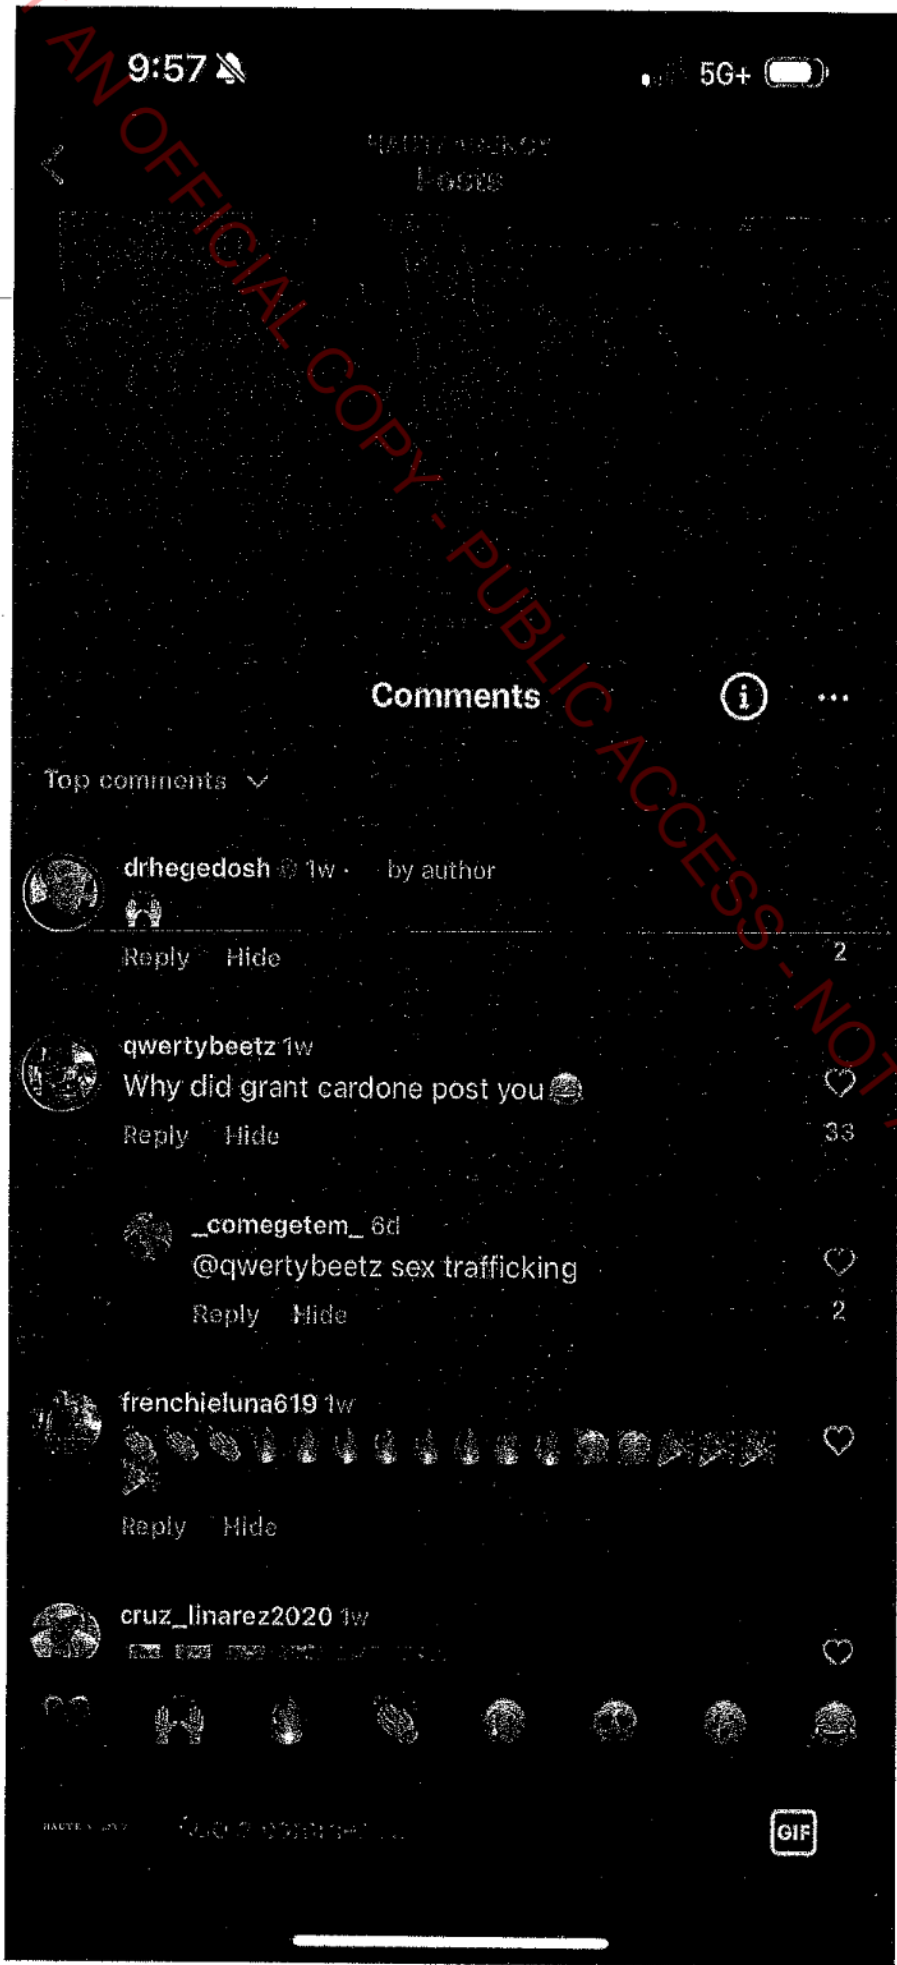 9:57 5G+
Posts
Comments
Top comments
drhegedosh 1w · by author
🙌
Reply Hide 2
qwertybeetz 1w
Why did grant cardone post you😂
Reply Hide 33
_comegetem_ 6d
@qwertybeetz sex trafficking
Reply Hide 2
frenchieluna619 1w
Reply Hide
cruz_linarez2020 1w
GIF
AN OFFICIAL COPY - PUBLIC ACCESS - NOT